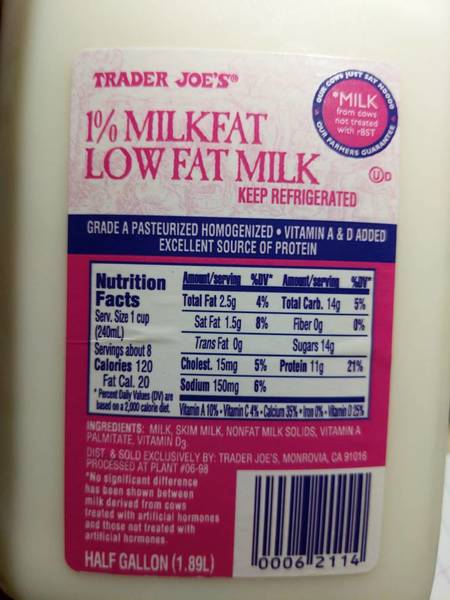 TRADER JOE'S®
OUR COWS JUST SAY MOOOO
*MILK
from cows
not treated
with rBST
OUR FARMERS GUARANTEE
1% MILKFAT
LOW FAT MILK
UD
KEEP REFRIGERATED
GRADE A PASTEURIZED HOMOGENIZED • VITAMIN A & D ADDED
EXCELLENT SOURCE OF PROTEIN
Nutrition
Facts
Serv. Size 1 cup
(240mL)
Servings about 8
Calories 120
Fat Cal. 20
* Percent Daily Values (DV) are
based on a 2,000 calorie diet.
Amount/serving %DV* Amount/serving %DV*
Total Fat 2.5g 4% Total Carb. 14g 5%
Sat Fat 1.5g 8% Fiber 0g 0%
Trans Fat 0g Sugars 14g
Cholest. 15mg 5% Protein 11g 21%
Sodium 150mg 6%
Vitamin A 10% • Vitamin C 4% • Calcium 35% • Iron 0% • Vitamin D 25%
INGREDIENTS: MILK, SKIM MILK, NONFAT MILK SOLIDS, VITAMIN A
PALMITATE, VITAMIN D3.
DIST. & SOLD EXCLUSIVELY BY: TRADER JOE'S, MONROVIA, CA 91016
PROCESSED AT PLANT #06-98
*No significant difference
has been shown between
milk derived from cows
treated with artificial hormones
and those not treated with
artificial hormones.
HALF GALLON (1.89L)
0006 2114